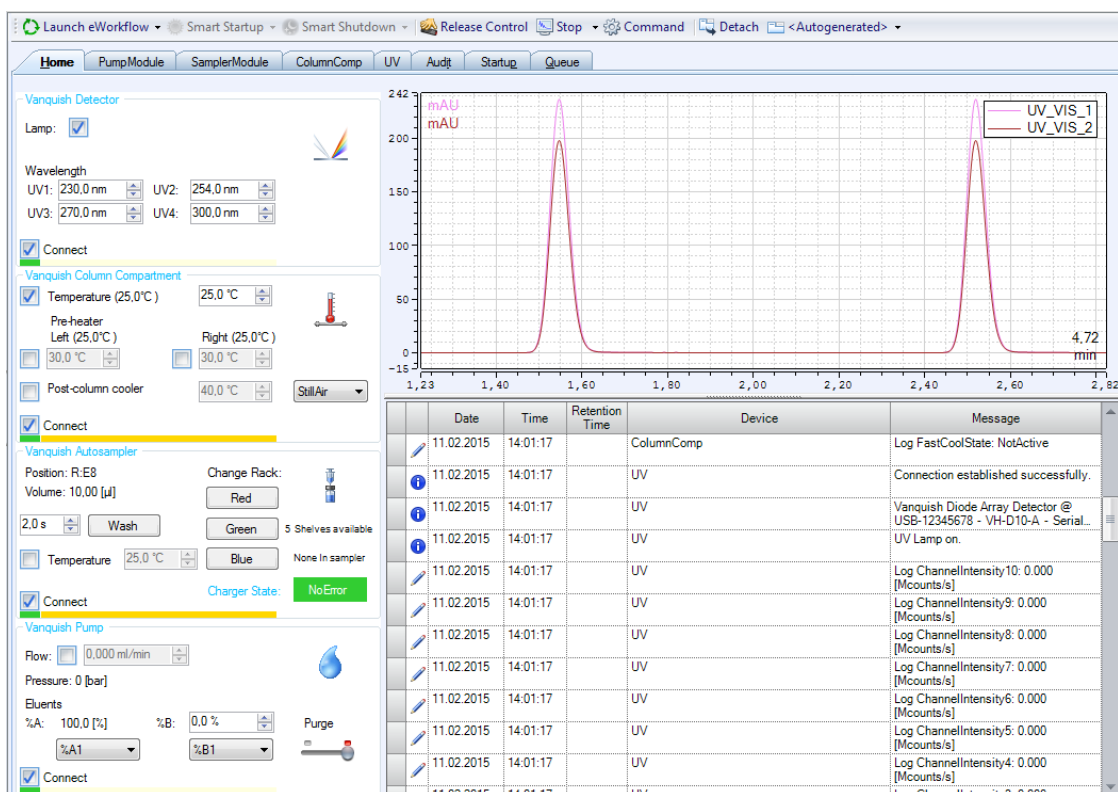 Launch eWorkflow Smart Startup Smart Shutdown Release Control Stop Command Detach <Autogenerated>
Home PumpModule SamplerModule ColumnComp UV Audit Startup Queue
Vanquish Detector
Lamp:
Wavelength
UV1: 230,0 nm UV2: 254,0 nm
UV3: 270,0 nm UV4: 300,0 nm
Connect
Vanquish Column Compartment
Temperature (25,0°C ) 25,0 °C
Pre-heater
Left (25,0°C ) Right (25,0°C )
30,0 °C 30,0 °C
Post-column cooler 40,0 °C StillAir
Connect
Vanquish Autosampler
Position: R:E8 Change Rack:
Volume: 10,00 [µl] Red
2,0 s Wash Green 5 Shelves available
Temperature 25,0 °C Blue None In sampler
Charger State: NoError
Connect
Vanquish Pump
Flow: 0,000 ml/min
Pressure: 0 [bar]
Eluents
%A: 100,0 [%] %B: 0,0 % Purge
%A1 %B1
Connect
242
200
150
100
50
0
-15
mAU
mAU
UV_VIS_1
UV_VIS_2
4.72
min
1,23 1,40 1,60 1,80 2,00 2,20 2,40 2,60 2,82
Date Time Retention Time Device Message
11.02.2015 14:01:17 ColumnComp Log FastCoolState: NotActive
11.02.2015 14:01:17 UV Connection established successfully.
11.02.2015 14:01:17 UV Vanquish Diode Array Detector @
USB-12345678 - VH-D10-A - Serial...
11.02.2015 14:01:17 UV UV Lamp on.
11.02.2015 14:01:17 UV Log ChannelIntensity10: 0.000
[Mcounts/s]
11.02.2015 14:01:17 UV Log ChannelIntensity9: 0.000
[Mcounts/s]
11.02.2015 14:01:17 UV Log ChannelIntensity8: 0.000
[Mcounts/s]
11.02.2015 14:01:17 UV Log ChannelIntensity7: 0.000
[Mcounts/s]
11.02.2015 14:01:17 UV Log ChannelIntensity6: 0.000
[Mcounts/s]
11.02.2015 14:01:17 UV Log ChannelIntensity5: 0.000
[Mcounts/s]
11.02.2015 14:01:17 UV Log ChannelIntensity4: 0.000
[Mcounts/s]